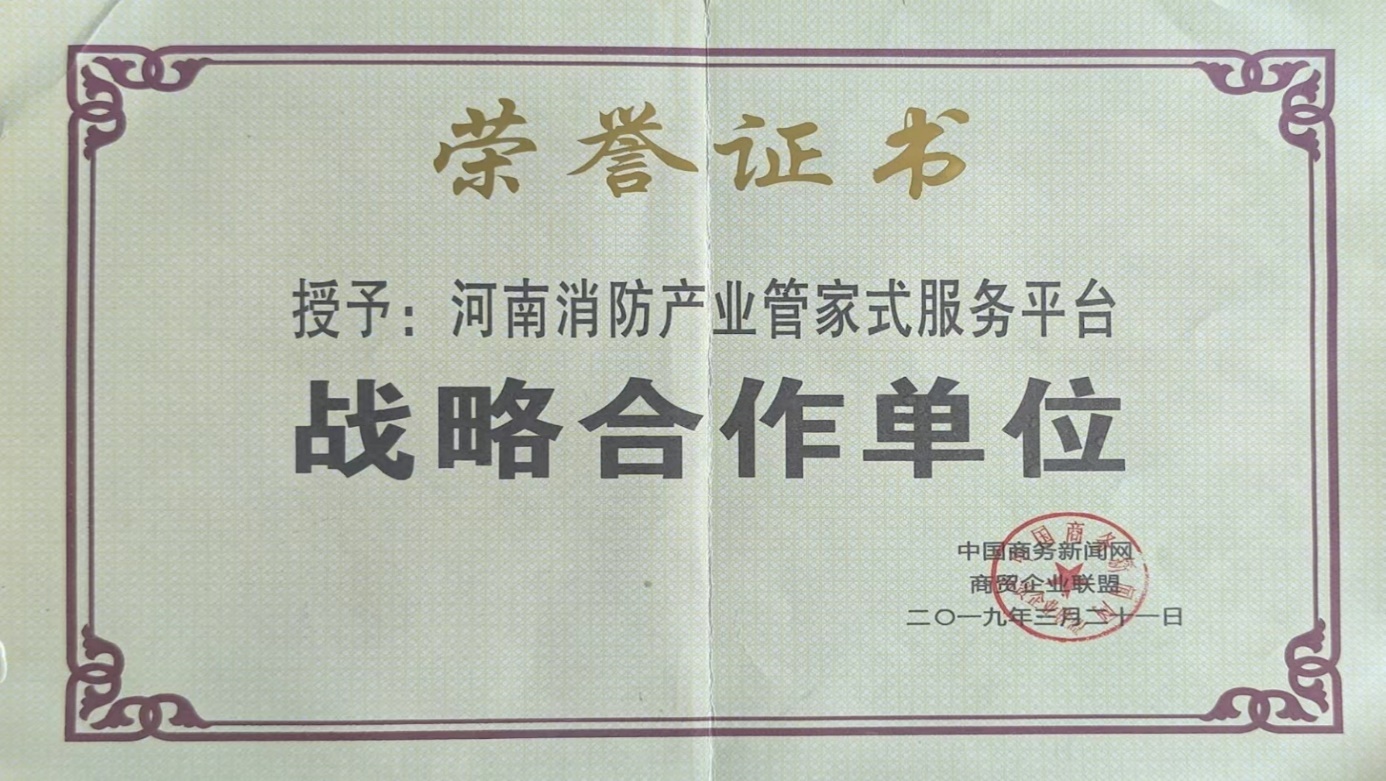 荣誉证书
授予：河南消防产业管家式服务平台
战略合作单位
中国商务新闻网
商贸企业联盟
二〇一九年三月二十一日